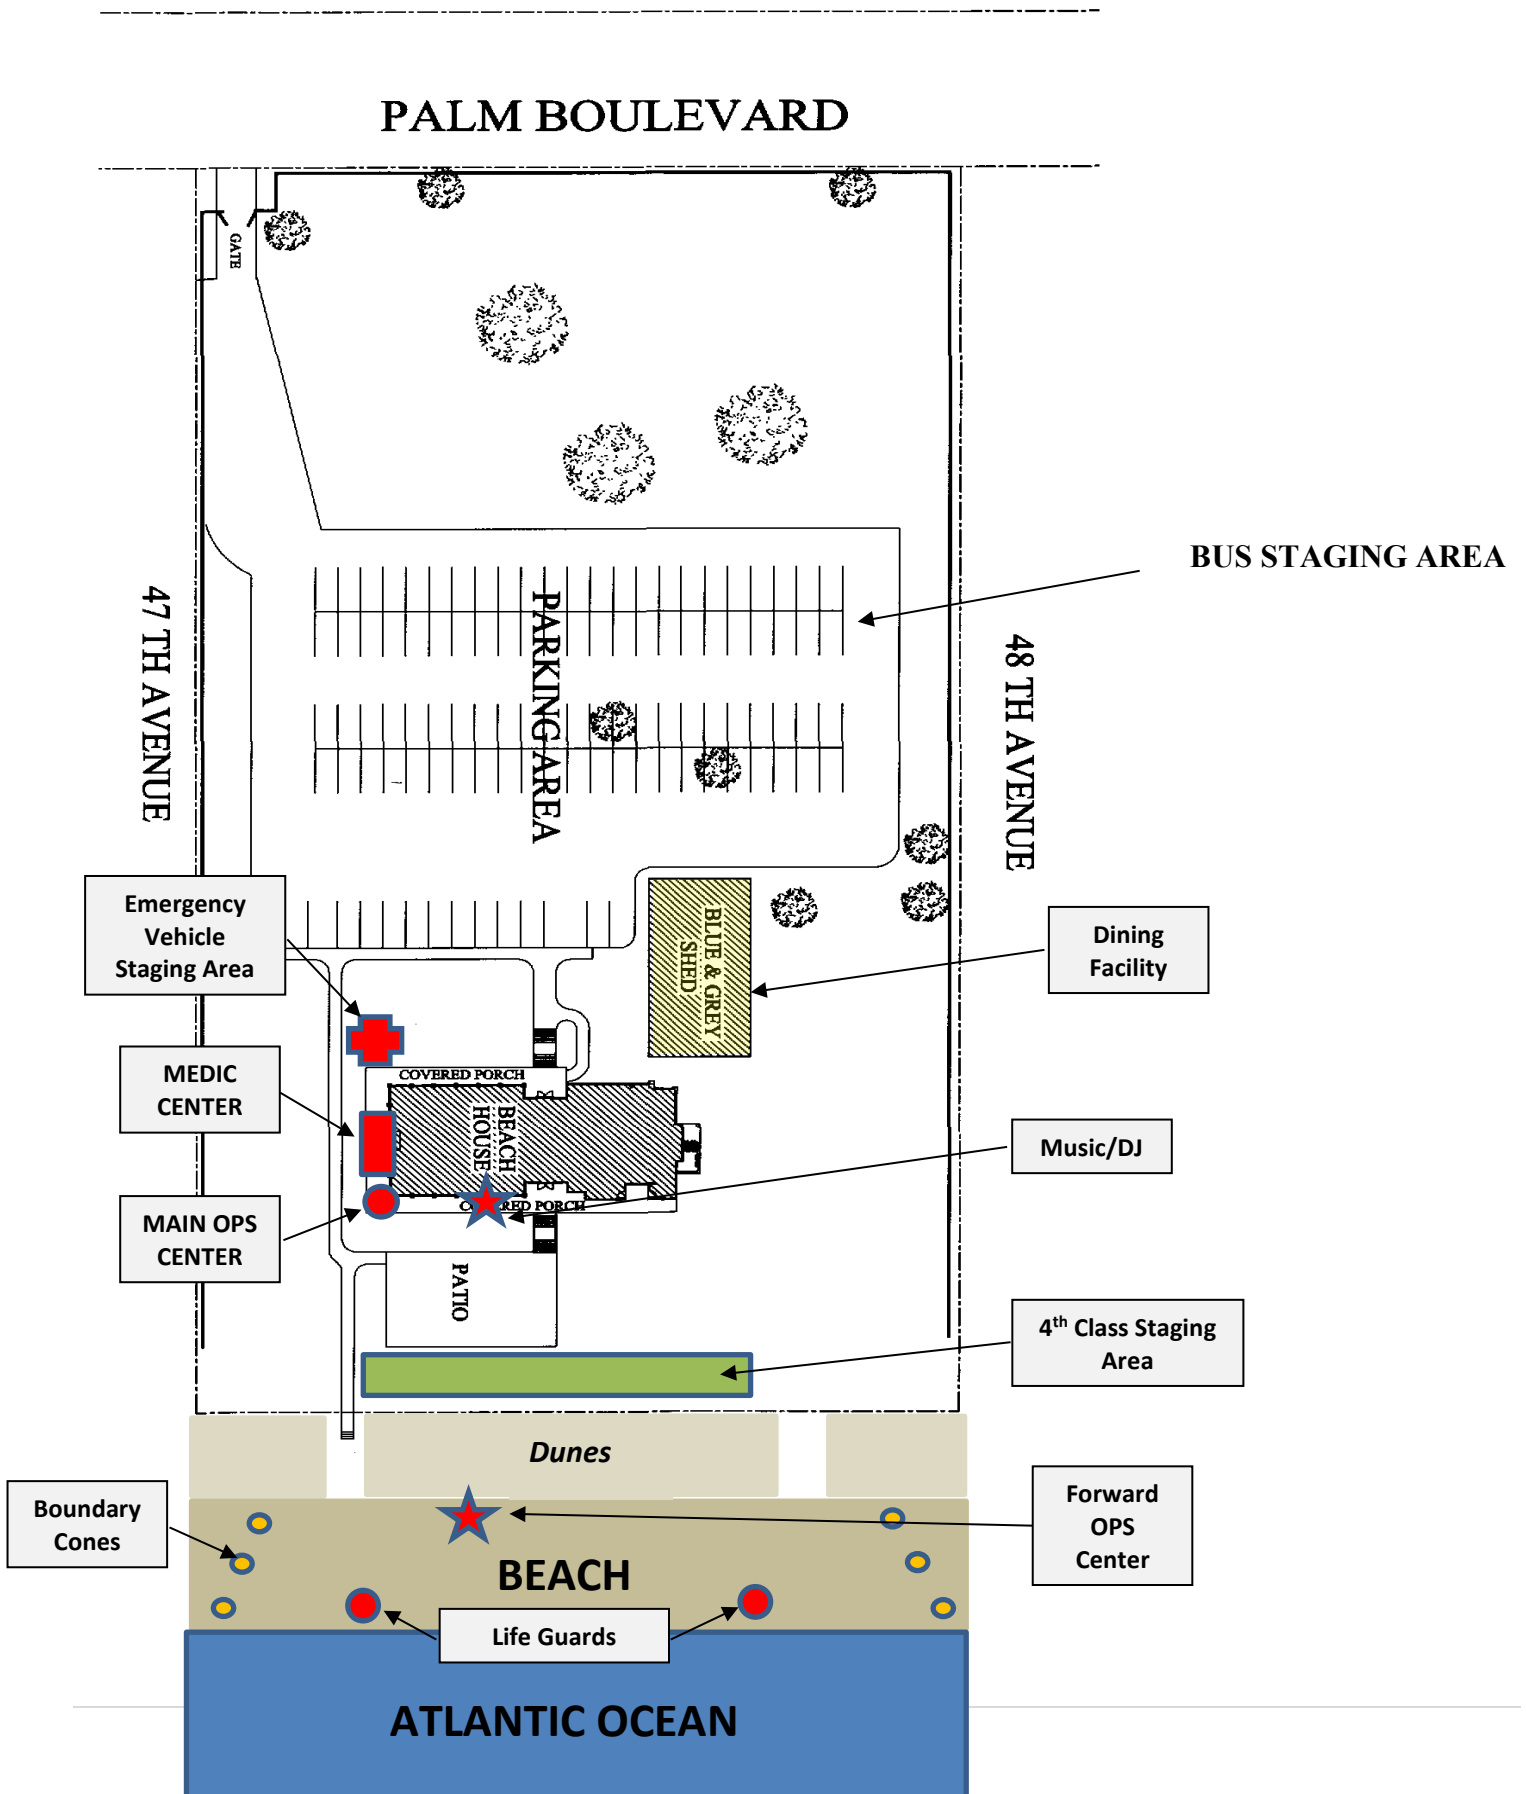 PALM BOULEVARD
GATE
BUS STAGING AREA
47 TH AVENUE
PARKING AREA
48 TH AVENUE
Emergency
Vehicle
Staging Area
BLUE & GREY
SHED
Dining
Facility
MEDIC
CENTER
COVERED PORCH
BEACH
HOUSE
Music/DJ
MAIN OPS
CENTER
COVERED PORCH
PATIO
4th Class Staging
Area
Dunes
Boundary
Cones
Forward
OPS
Center
BEACH
Life Guards
ATLANTIC OCEAN